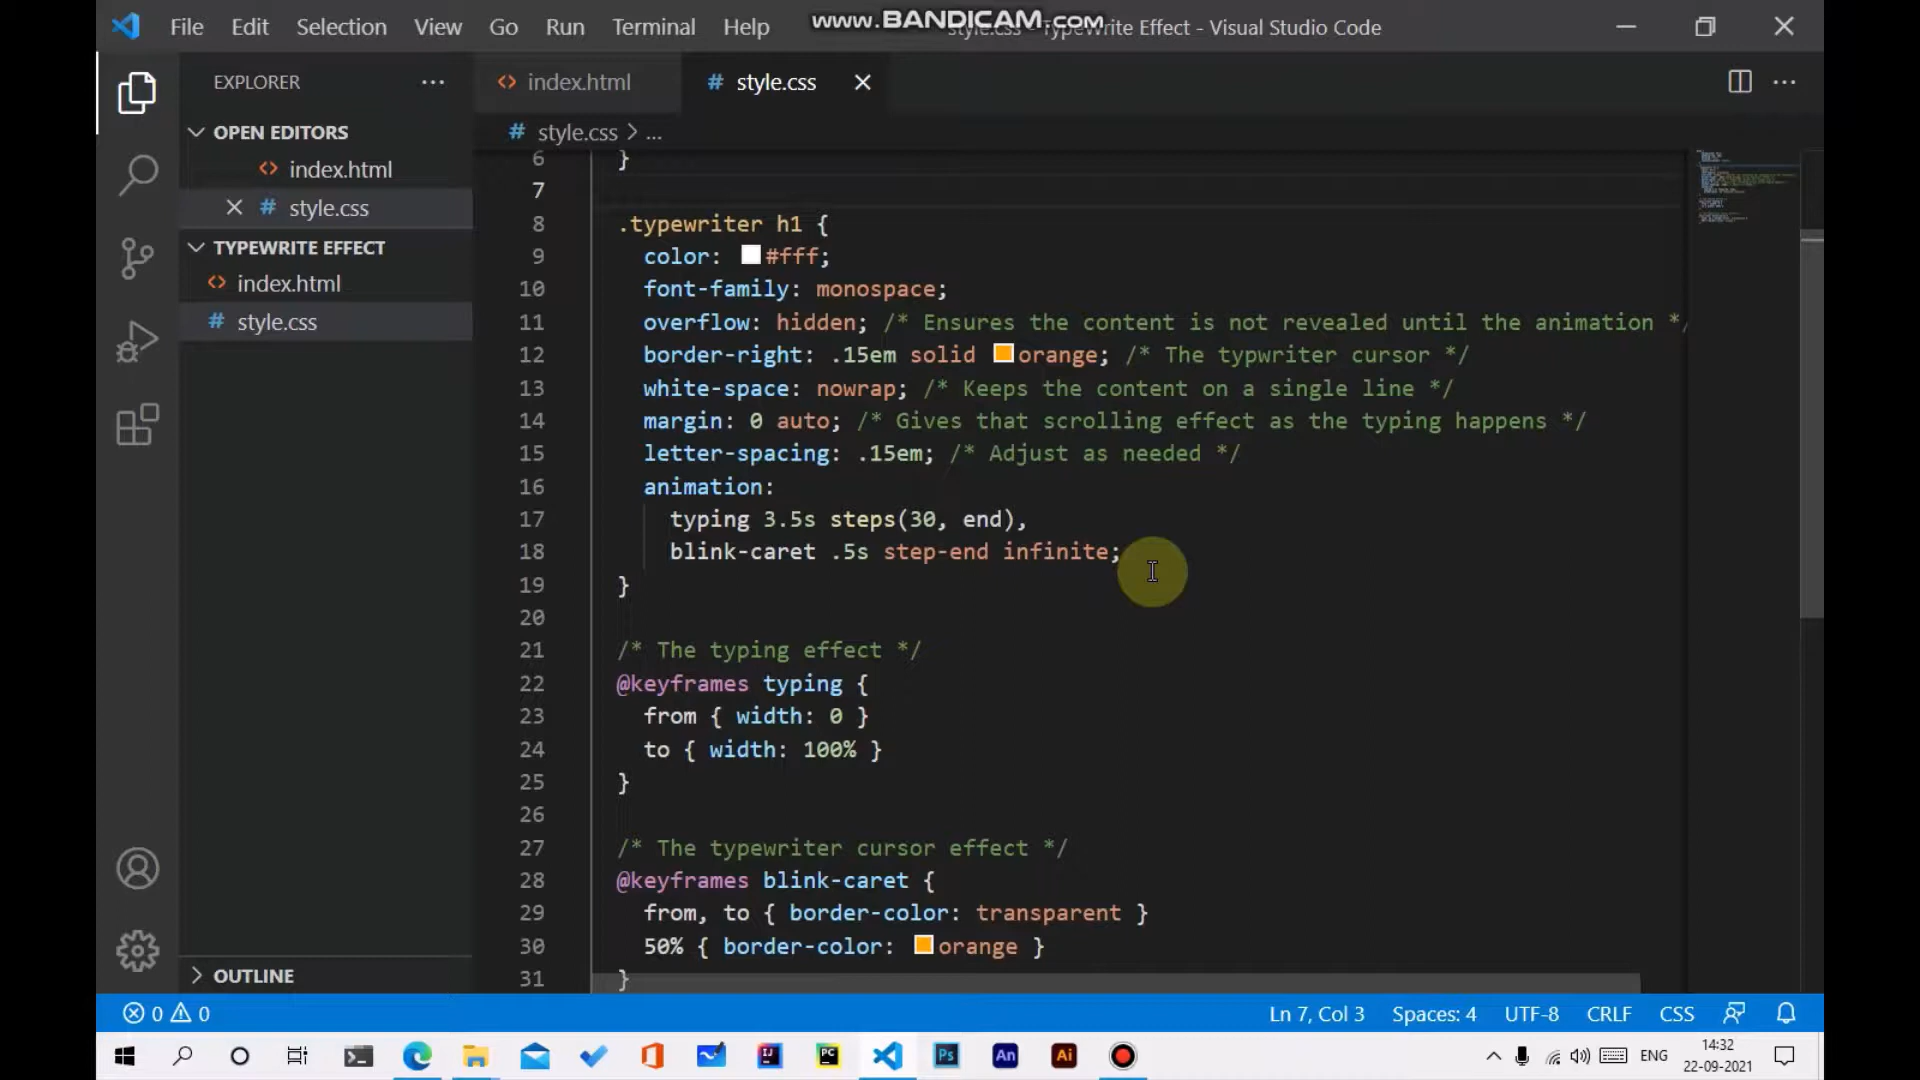 File Edit Selection View Go Run Terminal Help
www.BANDICAM.com
style.css - TypeWrite Effect - Visual Studio Code
EXPLORER
index.html
style.css
OPEN EDITORS
index.html
style.css
TYPEWRITE EFFECT
index.html
style.css
OUTLINE
style.css > ...
6 }
7
8 .typewriter h1 {
9 color: #fff;
10 font-family: monospace;
11 overflow: hidden; /* Ensures the content is not revealed until the animation */
12 border-right: .15em solid orange; /* The typwriter cursor */
13 white-space: nowrap; /* Keeps the content on a single line */
14 margin: 0 auto; /* Gives that scrolling effect as the typing happens */
15 letter-spacing: .15em; /* Adjust as needed */
16 animation:
17 typing 3.5s steps(30, end),
18 blink-caret .5s step-end infinite;
19 }
20
21 /* The typing effect */
22 @keyframes typing {
23 from { width: 0 }
24 to { width: 100% }
25 }
26
27 /* The typewriter cursor effect */
28 @keyframes blink-caret {
29 from, to { border-color: transparent }
30 50% { border-color: orange }
31 }
0 0
Ln 7, Col 3 Spaces: 4 UTF-8 CRLF CSS
IJ PC Ps An Ai
ENG
14:32
22-09-2021